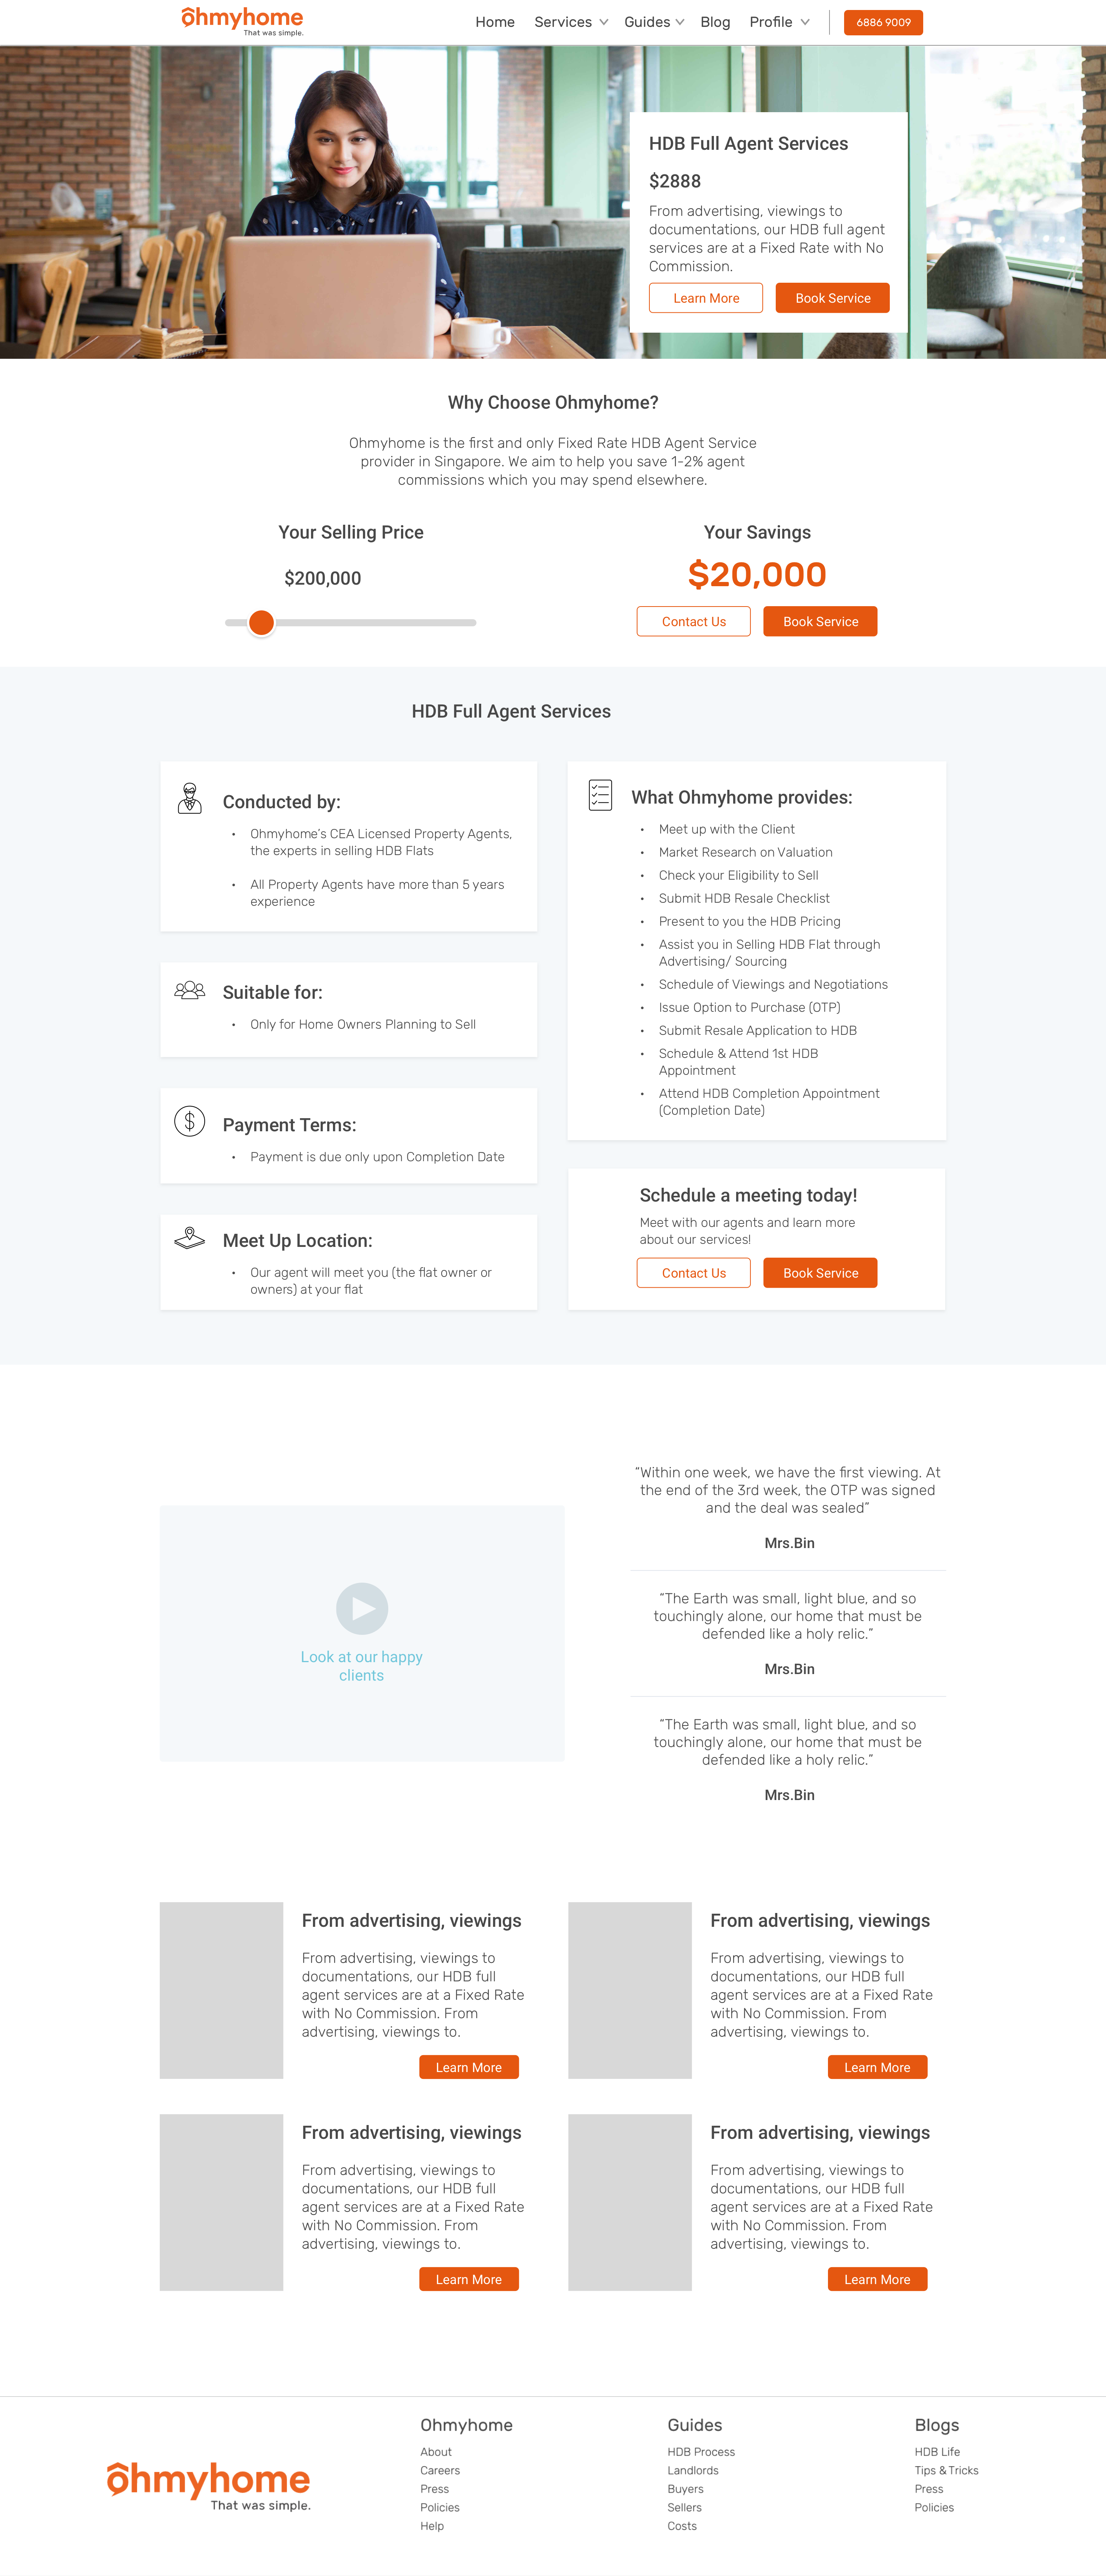 ohmyhome
That was simple.
Home Services Guides Blog Profile 6886 9009
HDB Full Agent Services
$2888
From advertising, viewings to
documentations, our HDB full agent
services are at a Fixed Rate with No
Commission.
Learn More Book Service
Why Choose Ohmyhome?
Ohmyhome is the first and only Fixed Rate HDB Agent Service
provider in Singapore. We aim to help you save 1-2% agent
commissions which you may spend elsewhere.
Your Selling Price
$200,000
Your Savings
$20,000
Contact Us Book Service
HDB Full Agent Services
Conducted by:
• Ohmyhome's CEA Licensed Property Agents,
the experts in selling HDB Flats
• All Property Agents have more than 5 years
experience
Suitable for:
• Only for Home Owners Planning to Sell
Payment Terms:
• Payment is due only upon Completion Date
Meet Up Location:
• Our agent will meet you (the flat owner or
owners) at your flat
What Ohmyhome provides:
• Meet up with the Client
• Market Research on Valuation
• Check your Eligibility to Sell
• Submit HDB Resale Checklist
• Present to you the HDB Pricing
• Assist you in Selling HDB Flat through
Advertising/ Sourcing
• Schedule of Viewings and Negotiations
• Issue Option to Purchase (OTP)
• Submit Resale Application to HDB
• Schedule & Attend 1st HDB
Appointment
• Attend HDB Completion Appointment
(Completion Date)
Schedule a meeting today!
Meet with our agents and learn more
about our services!
Contact Us Book Service
Look at our happy
clients
“Within one week, we have the first viewing. At
the end of the 3rd week, the OTP was signed
and the deal was sealed”
Mrs.Bin
“The Earth was small, light blue, and so
touchingly alone, our home that must be
defended like a holy relic.”
Mrs.Bin
“The Earth was small, light blue, and so
touchingly alone, our home that must be
defended like a holy relic.”
Mrs.Bin
From advertising, viewings
From advertising, viewings to
documentations, our HDB full
agent services are at a Fixed Rate
with No Commission. From
advertising, viewings to.
Learn More
From advertising, viewings
From advertising, viewings to
documentations, our HDB full
agent services are at a Fixed Rate
with No Commission. From
advertising, viewings to.
Learn More
From advertising, viewings
From advertising, viewings to
documentations, our HDB full
agent services are at a Fixed Rate
with No Commission. From
advertising, viewings to.
Learn More
From advertising, viewings
From advertising, viewings to
documentations, our HDB full
agent services are at a Fixed Rate
with No Commission. From
advertising, viewings to.
Learn More
ohmyhome
That was simple.
Ohmyhome
About
Careers
Press
Policies
Help
Guides
HDB Process
Landlords
Buyers
Sellers
Costs
Blogs
HDB Life
Tips & Tricks
Press
Policies